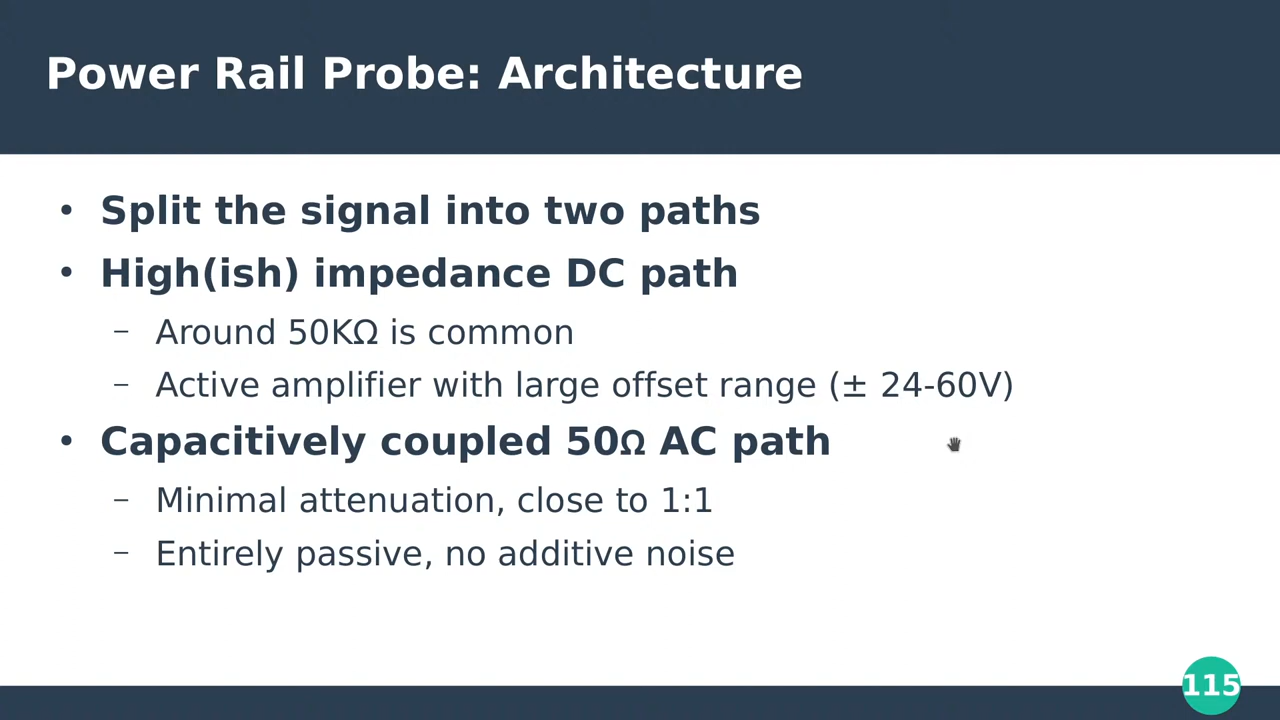 Power Rail Probe: Architecture
• Split the signal into two paths
• High(ish) impedance DC path
– Around 50KΩ is common
– Active amplifier with large offset range (± 24-60V)
• Capacitively coupled 50Ω AC path
– Minimal attenuation, close to 1:1
– Entirely passive, no additive noise
115